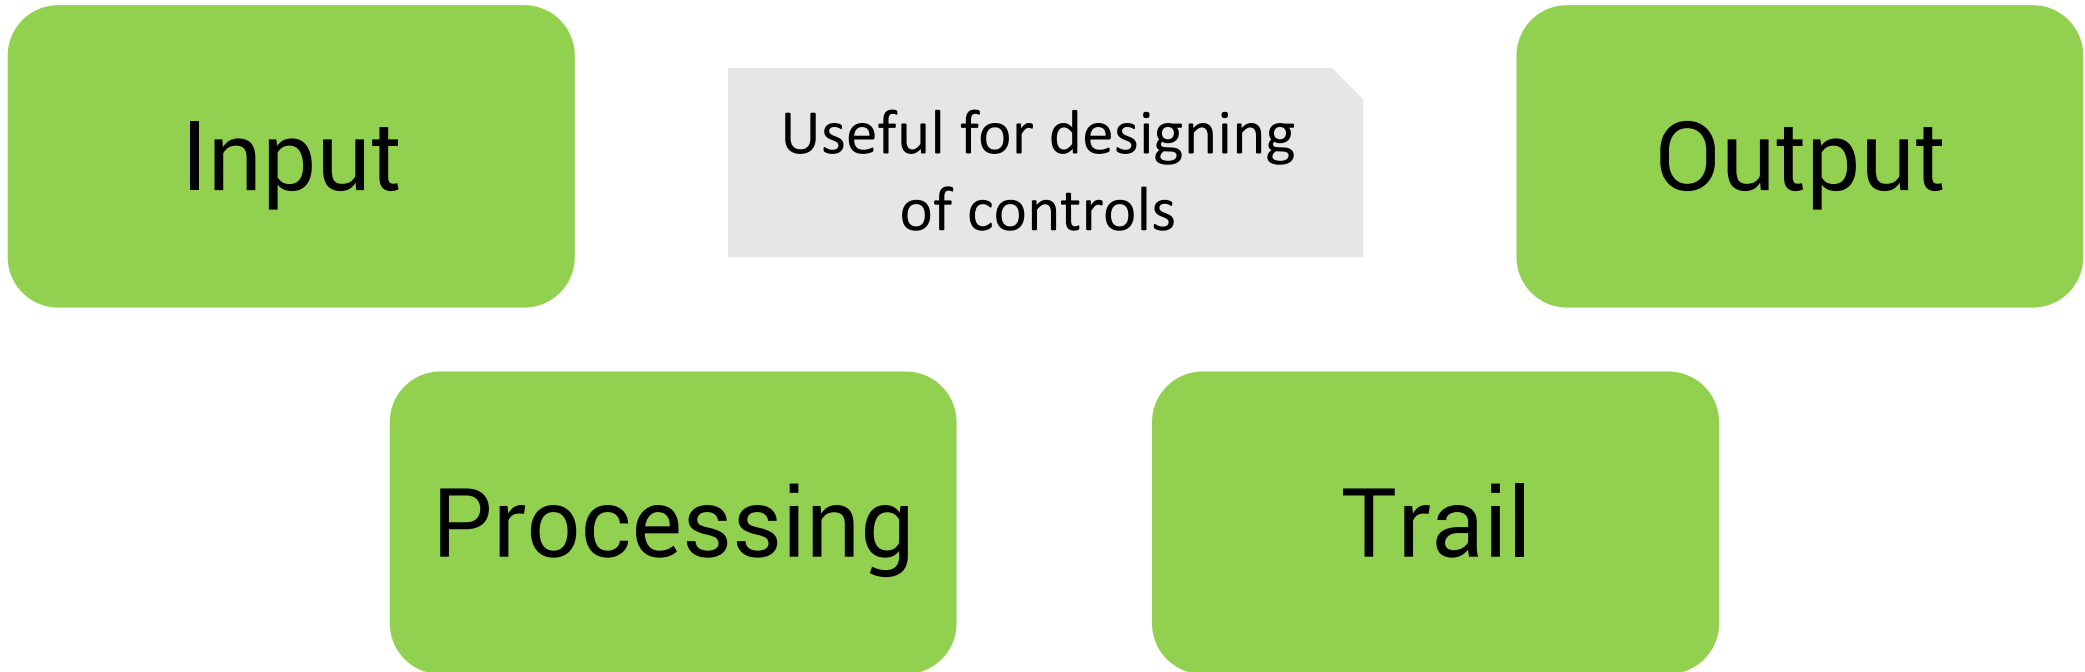 Input
Useful for designing
of controls
Output
Processing
Trail